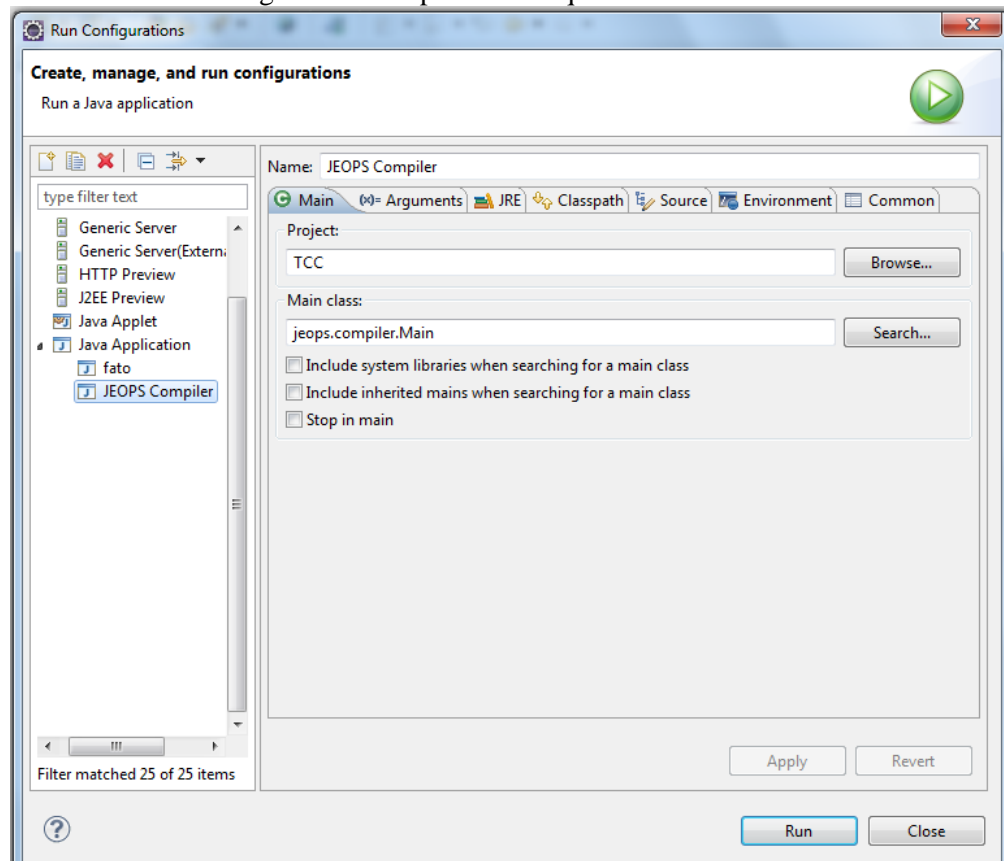 Run Configurations
Create, manage, and run configurations
Run a Java application
type filter text
Generic Server
Generic Server(Externa
HTTP Preview
J2EE Preview
Java Applet
Java Application
fato
JEOPS Compiler
Filter matched 25 of 25 items
Name: JEOPS Compiler
Main (x)= Arguments JRE Classpath Source Environment Common
Project:
TCC Browse...
Main class:
jeops.compiler.Main Search...
Include system libraries when searching for a main class
Include inherited mains when searching for a main class
Stop in main
Apply Revert
Run Close